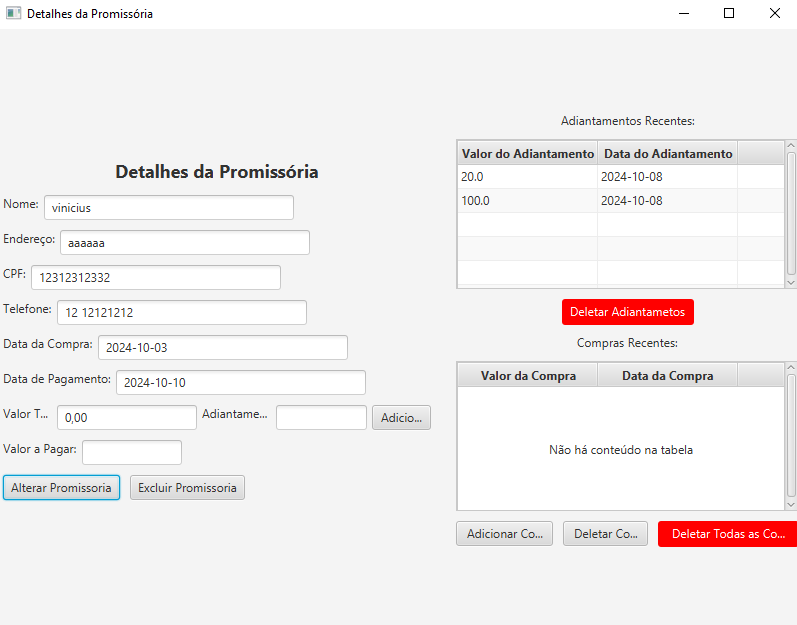 Detalhes da Promissória
Detalhes da Promissória
Nome: vinicius
Endereço: aaaaaa
CPF: 12312312332
Telefone: 12 12121212
Data da Compra: 2024-10-03
Data de Pagamento: 2024-10-10
Valor T... 0,00 Adiantame... Adicio...
Valor a Pagar:
Alterar Promissoria Excluir Promissoria
Adiantamentos Recentes:
Valor do Adiantamento Data do Adiantamento
20.0 2024-10-08
100.0 2024-10-08
Deletar Adiantametos
Compras Recentes:
Valor da Compra Data da Compra
Não há conteúdo na tabela
Adicionar Co... Deletar Co... Deletar Todas as Co...